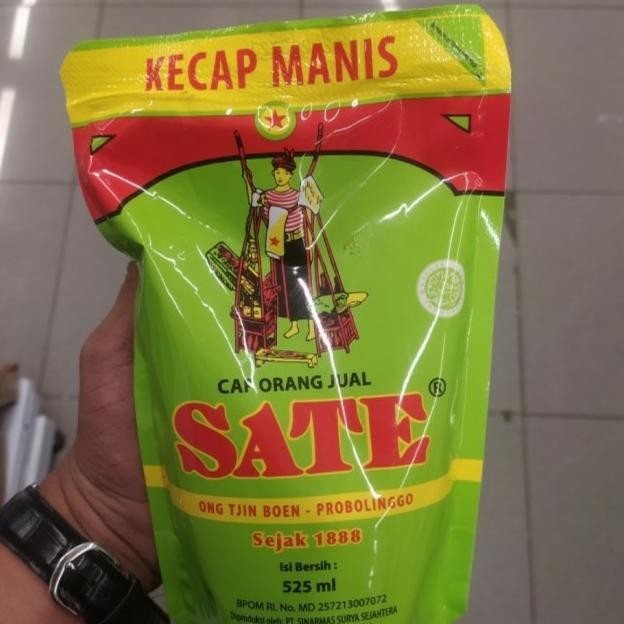 KECAP MANIS
CAP ORANG JUAL
SATE ®
ONG TJIN BOEN - PROBOLINGGO
Sejak 1888
Isi Bersih :
525 ml
BPOM RI. No. MD 257213007072
Diproduksi oleh: PT. SINARMAS SURYA SEJAHTERA